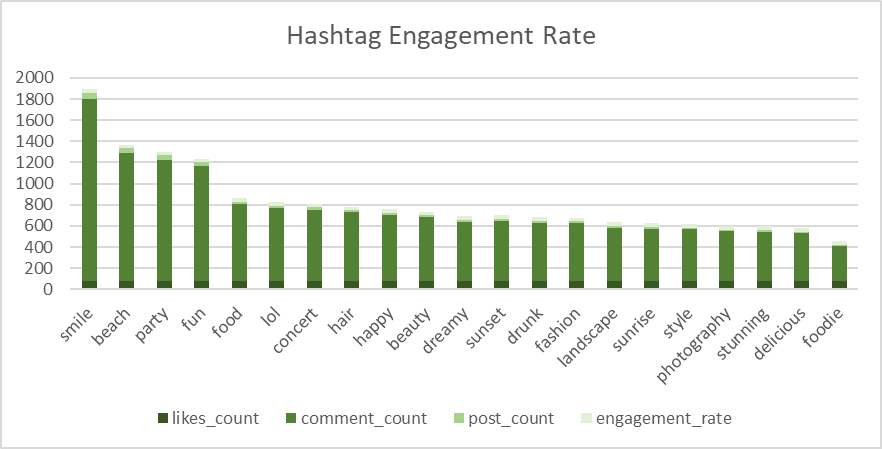 Hashtag Engagement Rate
2000
1800
1600
1400
1200
1000
800
600
400
200
0
smile
beach
party
fun
food
lol
concert
hair
happy
beauty
dreamy
sunset
drunk
fashion
landscape
sunrise
style
photography
stunning
delicious
foodie
likes_count comment_count post_count engagement_rate